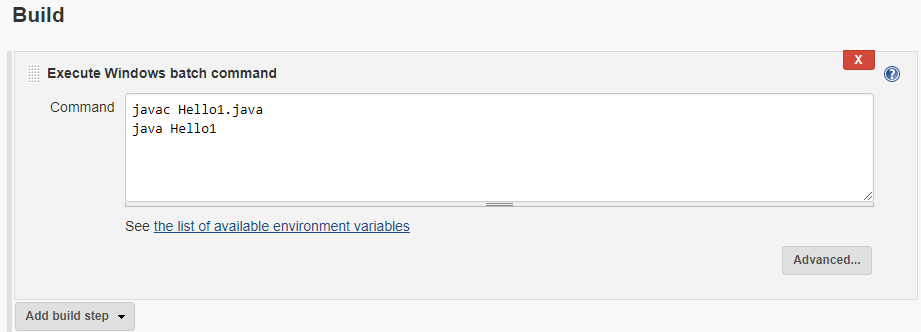 Build
X
Execute Windows batch command
?
Command
javac Hello1.java
java Hello1
See the list of available environment variables
Advanced...
Add build step